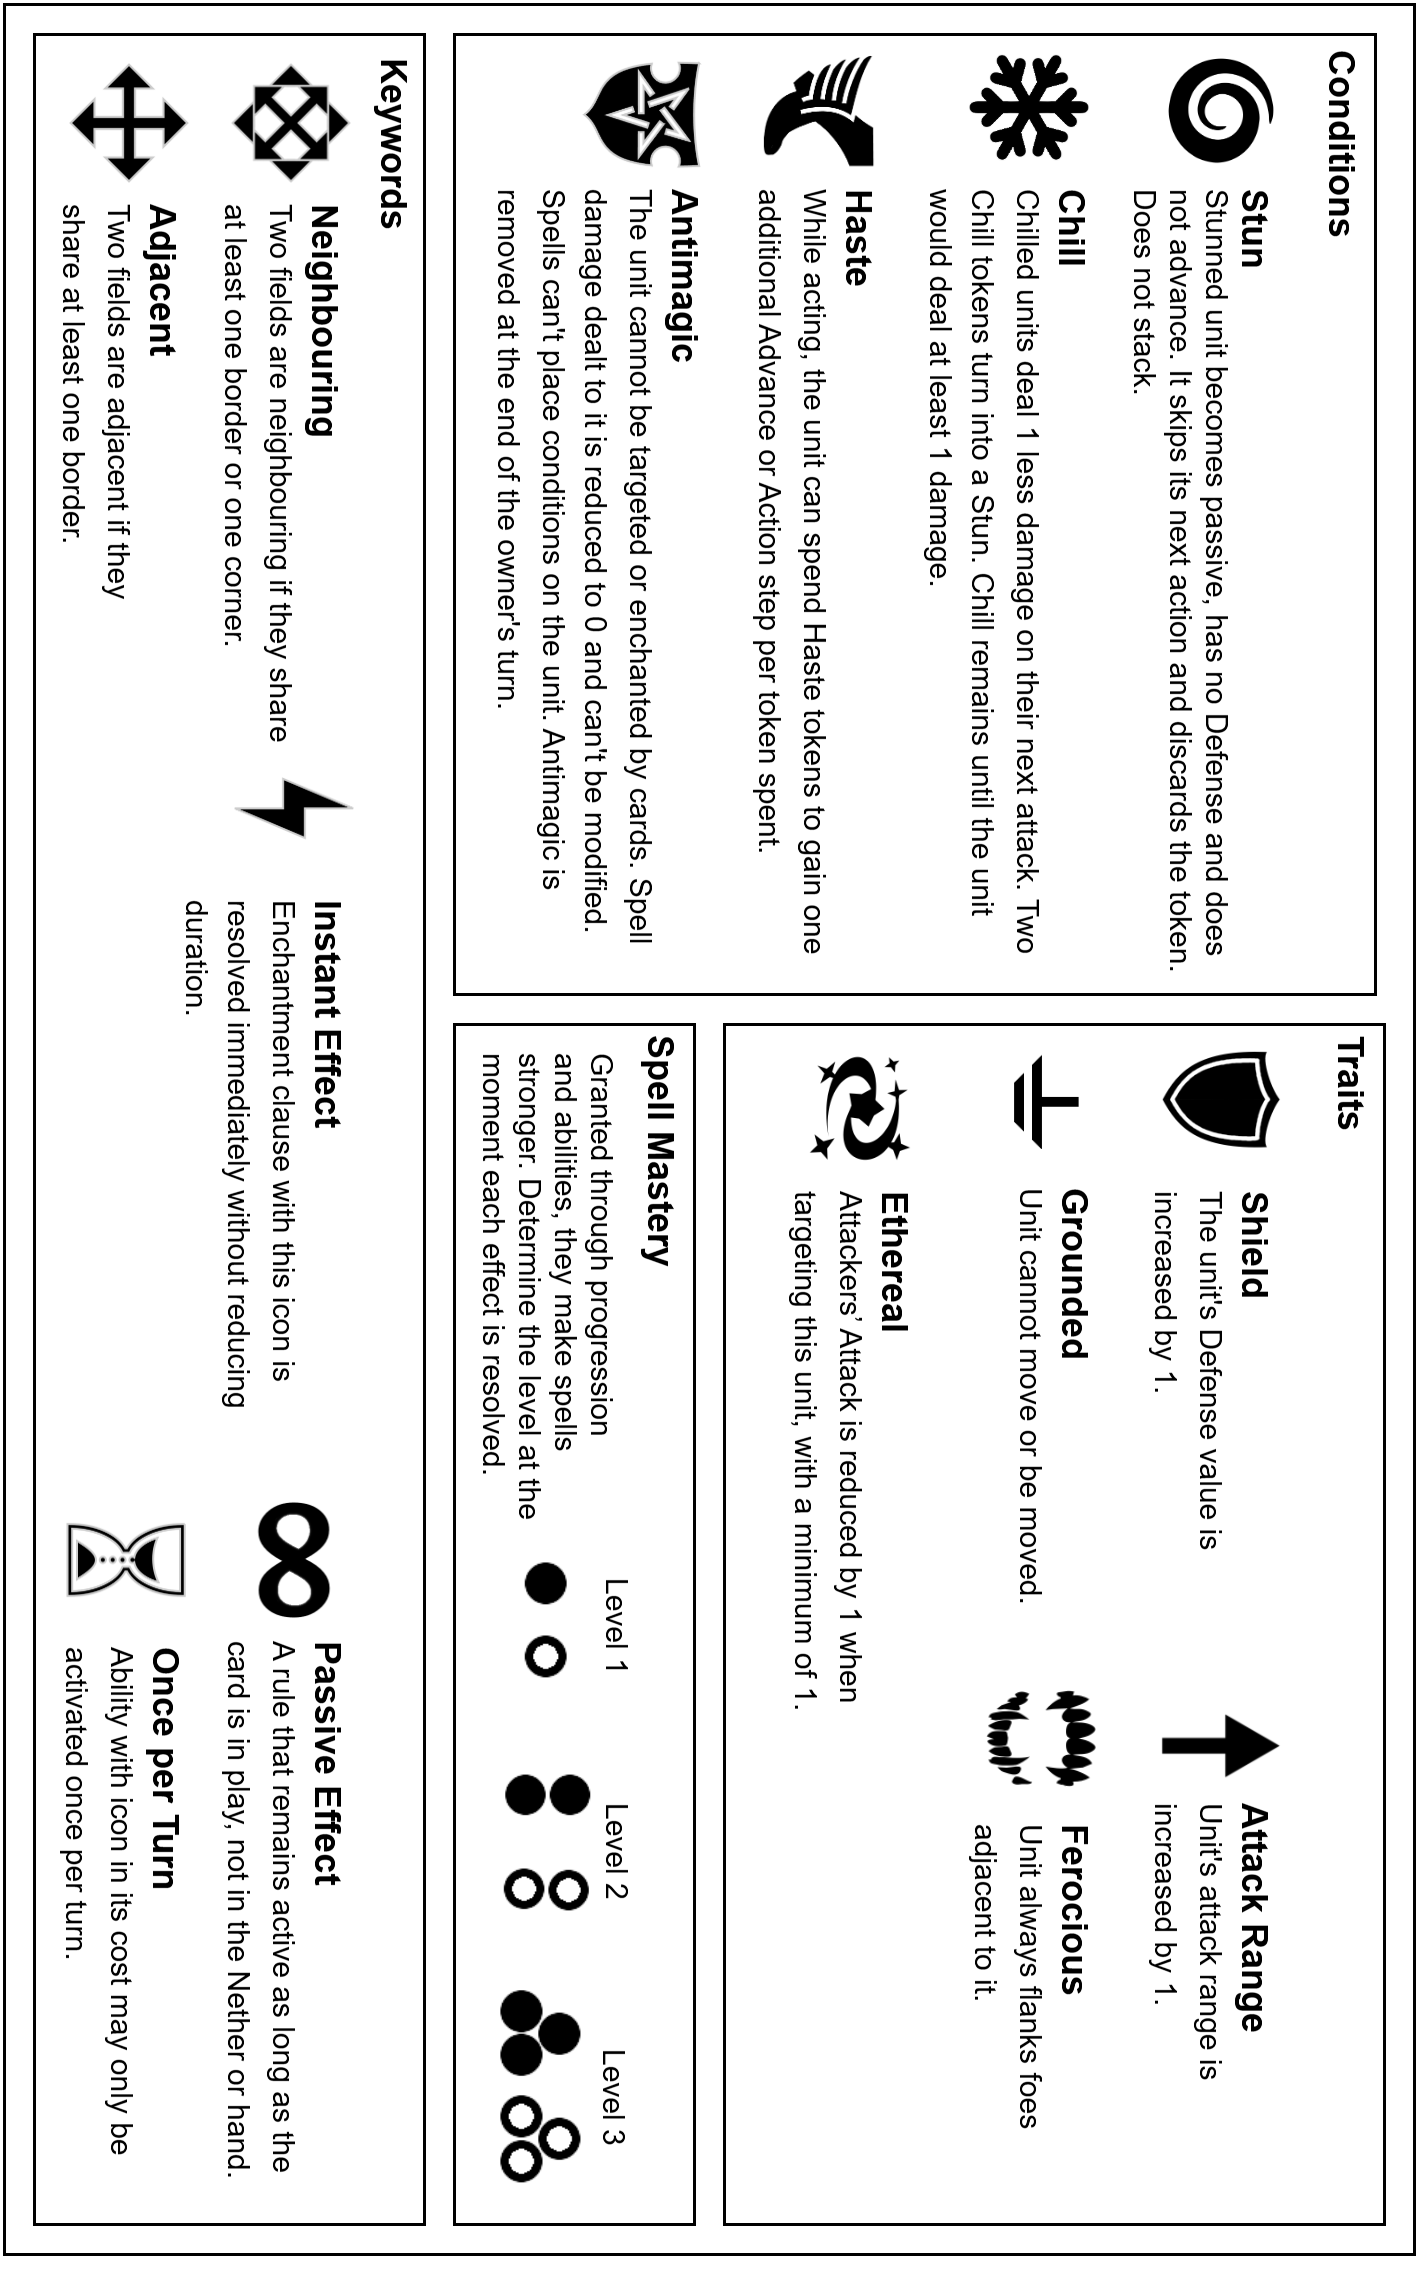 Conditions
Stun
Stunned unit becomes passive, has no Defense and does
not advance. It skips its next action and discards the token.
Does not stack.
Chill
Chilled units deal 1 less damage on their next attack. Two
Chill tokens turn into a Stun. Chill remains until the unit
would deal at least 1 damage.
Haste
While acting, the unit can spend Haste tokens to gain one
additional Advance or Action step per token spent.
Antimagic
The unit cannot be targeted or enchanted by cards. Spell
damage dealt to it is reduced to 0 and can't be modified.
Spells can't place conditions on the unit. Antimagic is
removed at the end of the owner's turn.
Traits
Shield
The unit's Defense value is
increased by 1.
Attack Range
Unit's attack range is
increased by 1.
Grounded
Unit cannot move or be moved.
Ferocious
Unit always flanks foes
adjacent to it.
Ethereal
Attackers’ Attack is reduced by 1 when
targeting this unit, with a minimum of 1.
Spell Mastery
Granted through progression
and abilities, they make spells
stronger. Determine the level at the
moment each effect is resolved.
Level 1
Level 2
Level 3
Keywords
Neighbouring
Two fields are neighbouring if they share
at least one border or one corner.
Adjacent
Two fields are adjacent if they
share at least one border.
Instant Effect
Enchantment clause with this icon is
resolved immediately without reducing
duration.
Passive Effect
A rule that remains active as long as the
card is in play, not in the Nether or hand.
Once per Turn
Ability with icon in its cost may only be
activated once per turn.